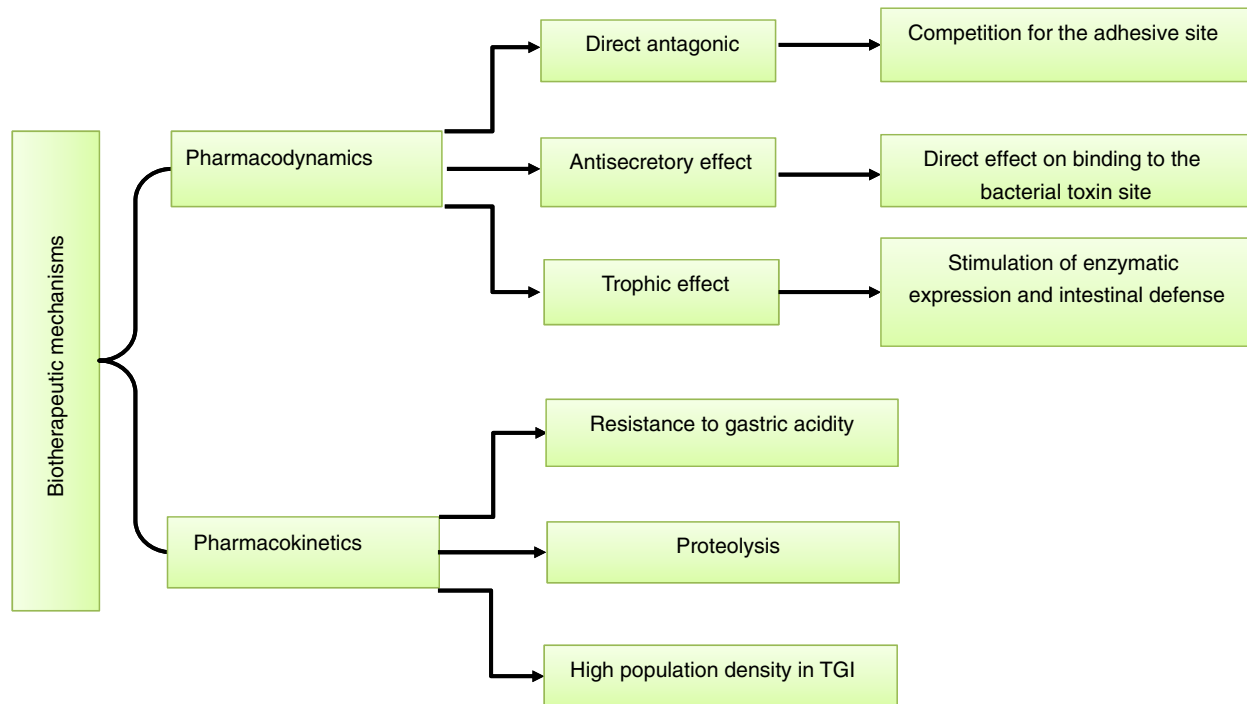 Biotherapeutic mechanisms
Pharmacodynamics
Direct antagonic
Competition for the adhesive site
Antisecretory effect
Direct effect on binding to the
bacterial toxin site
Trophic effect
Stimulation of enzymatic
expression and intestinal defense
Pharmacokinetics
Resistance to gastric acidity
Proteolysis
High population density in TGI